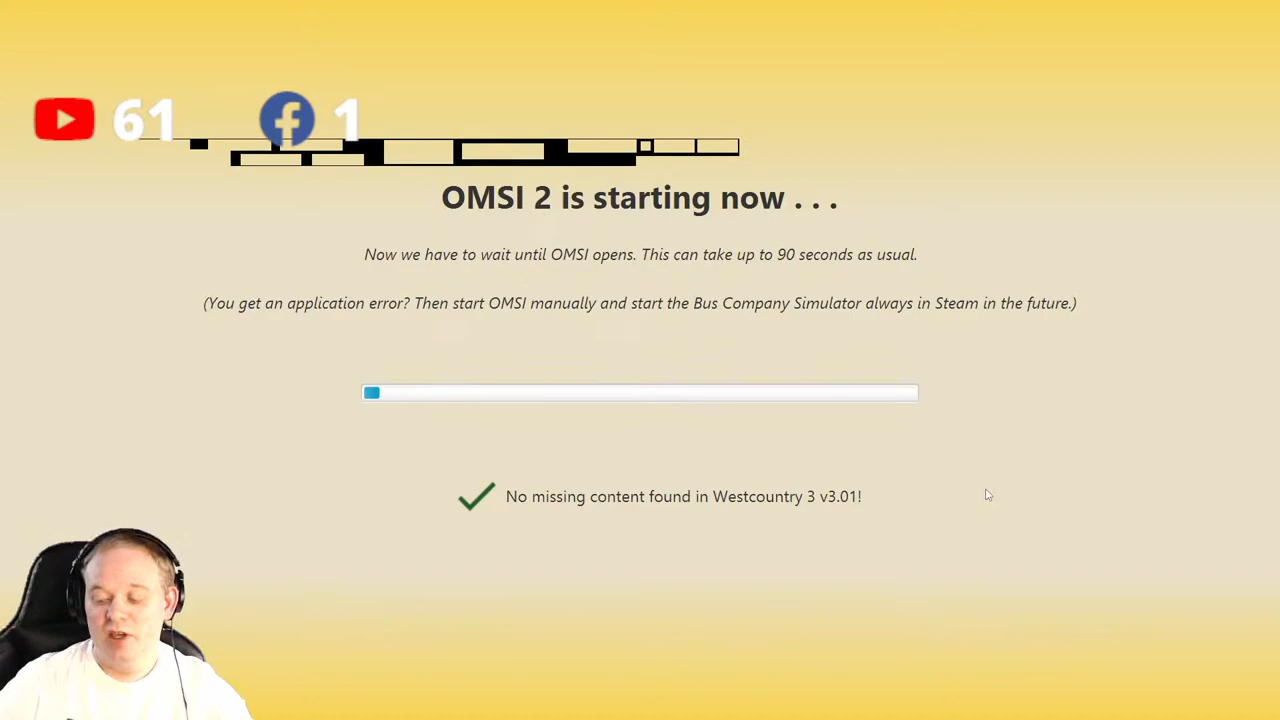 61 1
OMSI 2 is starting now . . .
Now we have to wait until OMSI opens. This can take up to 90 seconds as usual.
(You get an application error? Then start OMSI manually and start the Bus Company Simulator always in Steam in the future.)
No missing content found in Westcountry 3 v3.01!